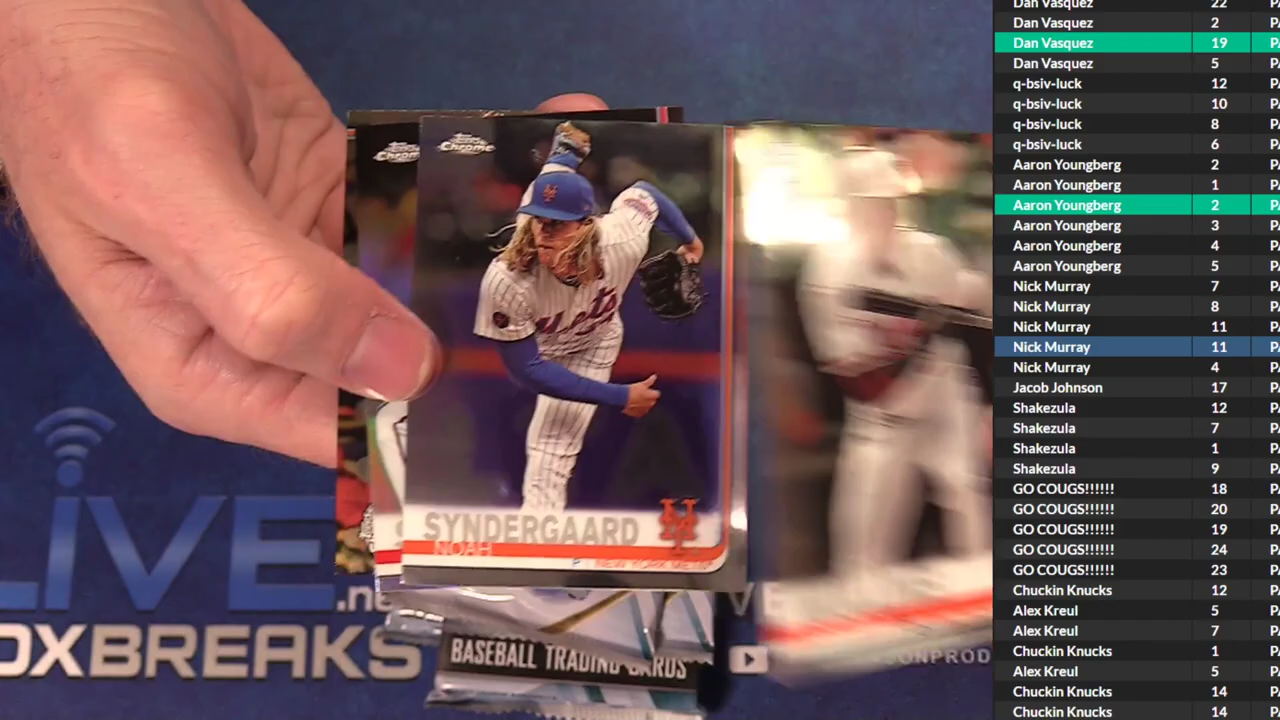 Dan Vasquez 22
Dan Vasquez 2
Dan Vasquez 19
Dan Vasquez 5
q-bsiv-luck 12
q-bsiv-luck 10
q-bsiv-luck 8
q-bsiv-luck 6
Aaron Youngberg 2
Aaron Youngberg 1
Aaron Youngberg 2
Aaron Youngberg 3
Aaron Youngberg 4
Aaron Youngberg 5
Nick Murray 7
Nick Murray 8
Nick Murray 11
Nick Murray 11
Nick Murray 4
Jacob Johnson 17
Shakezula 12
Shakezula 7
Shakezula 1
Shakezula 9
GO COUGS!!!!!! 18
GO COUGS!!!!!! 20
GO COUGS!!!!!! 19
GO COUGS!!!!!! 24
GO COUGS!!!!!! 23
Chuckin Knucks 12
Alex Kreul 5
Alex Kreul 7
Chuckin Knucks 1
Alex Kreul 5
Chuckin Knucks 14
Chuckin Knucks 14
Topps Chrome
Chrome
Mets
SYNDERGAARD
NOAH
P NEW YORK METS
LIVE
.ne
OXBREAKS
BASEBALL TRADING CARDS
ONPROD